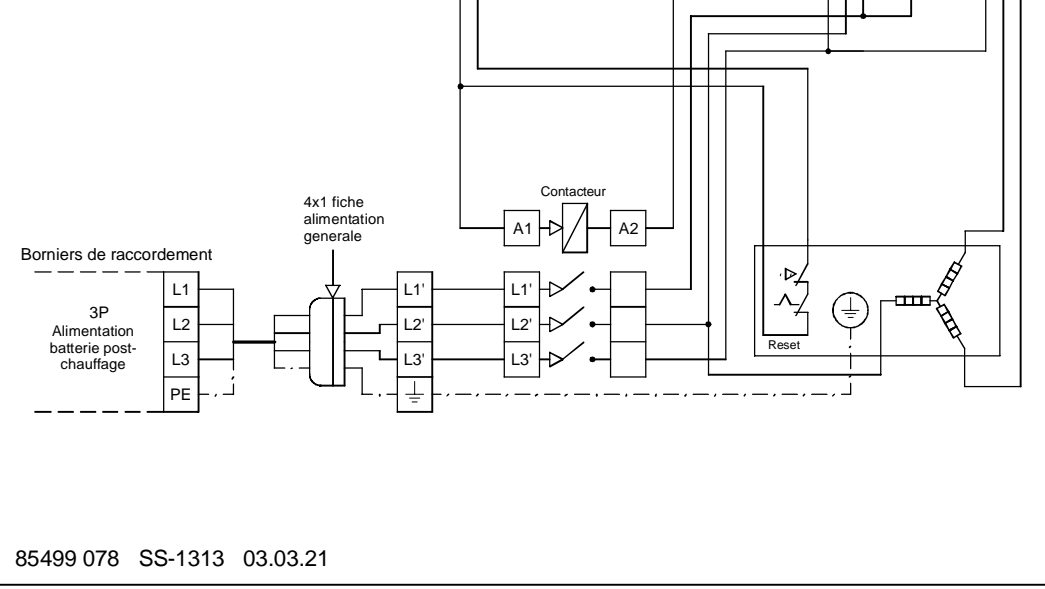 Contacteur
4x1 fiche
alimentation
generale
A1
A2
Borniers de raccordement
3P
Alimentation
batterie post-
chauffage
L1
L2
L3
PE
L1'
L2'
L3'
L1'
L2'
L3'
Reset
85499 078 SS-1313 03.03.21